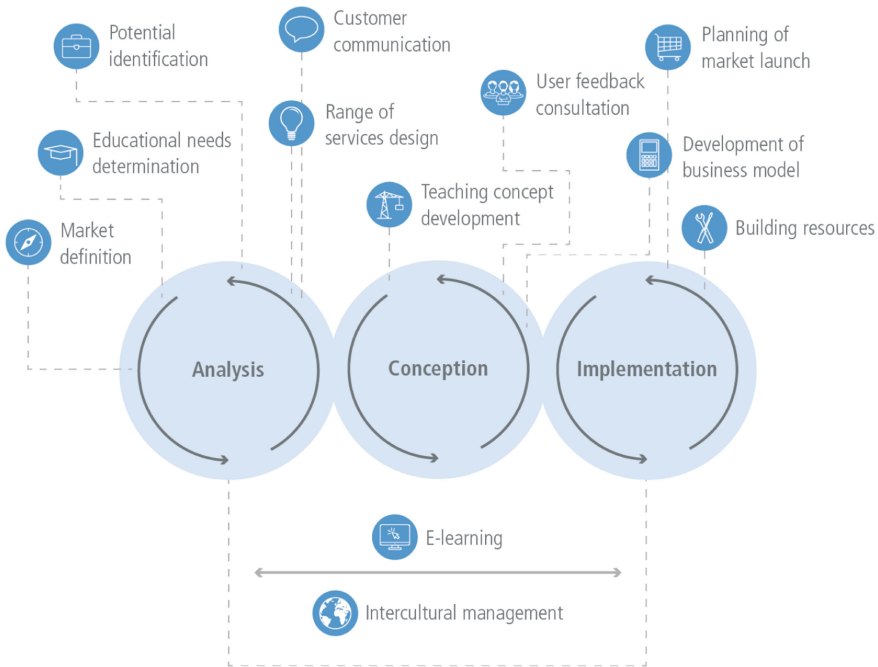 Potential
identification
Customer
communication
Planning of
market launch
User feedback
consultation
Educational needs
determination
Range of
services design
Development of
business model
Teaching concept
development
Market
definition
Building resources
Analysis
Conception
Implementation
E-learning
Intercultural management